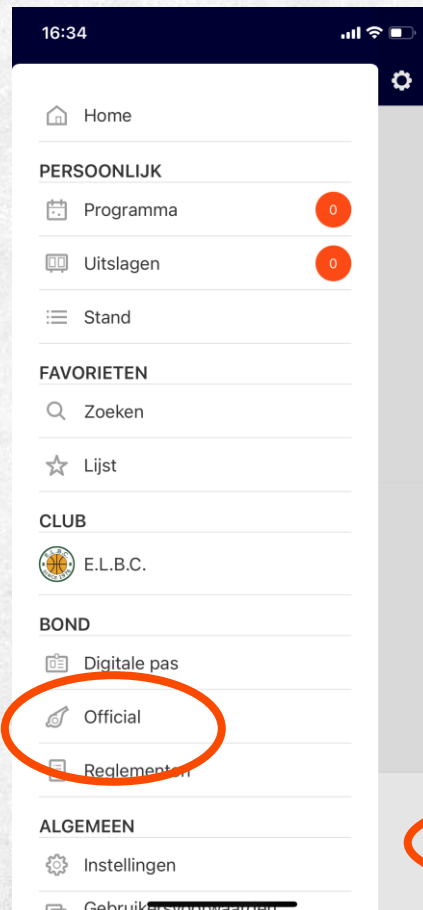 16:34
Home
PERSOONLIJK
Programma 0
Uitslagen 0
Stand
FAVORIETEN
Zoeken
Lijst
CLUB
E.L.B.C.
BOND
Digitale pas
Official
Reglementen
ALGEMEEN
Instellingen
Gebruikersvoorwaarden